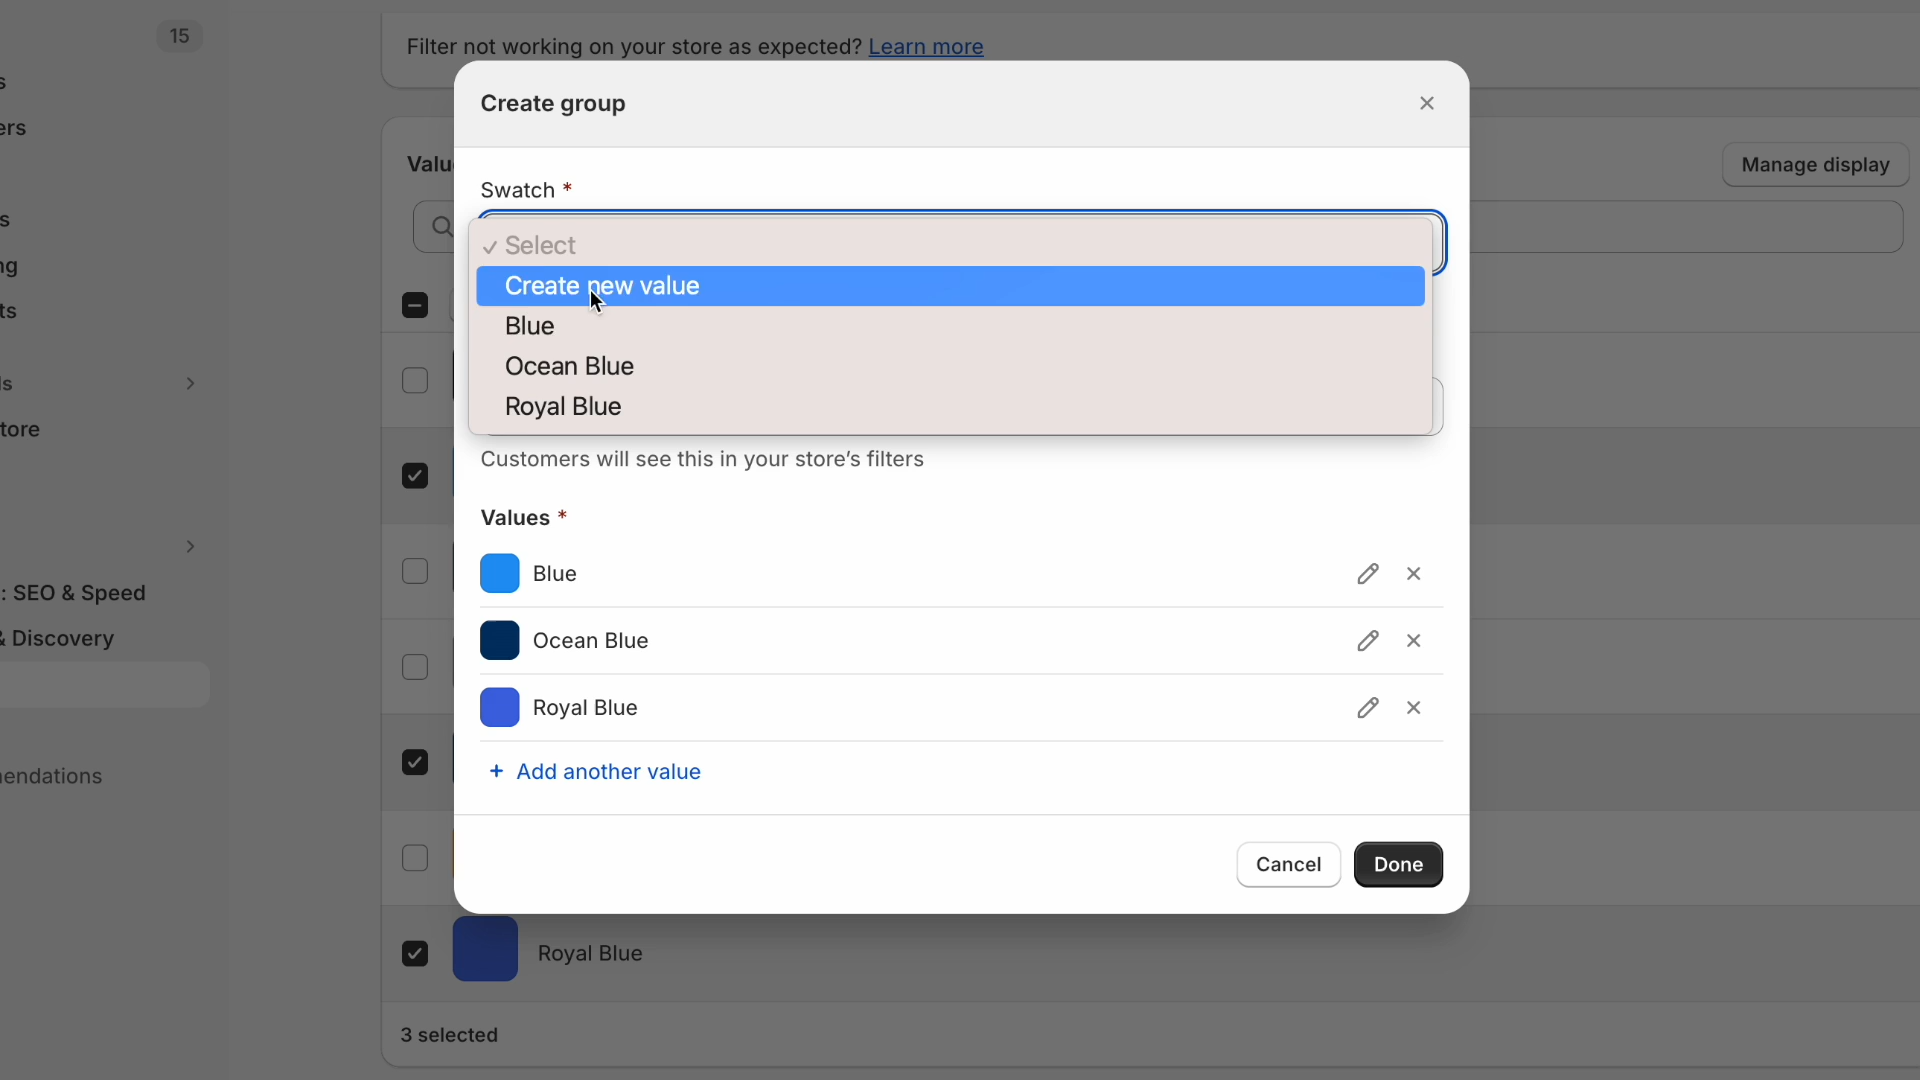 15
Filter not working on your store as expected? Learn more
s
ers
Create group
Valu
Manage display
Swatch *
✓ Select
s
ng
Create new value
ts
Blue
Ocean Blue
ls
Royal Blue
tore
Customers will see this in your store's filters
Values *
Blue
: SEO & Speed
& Discovery
Ocean Blue
Royal Blue
+ Add another value
endations
Cancel
Done
Royal Blue
3 selected